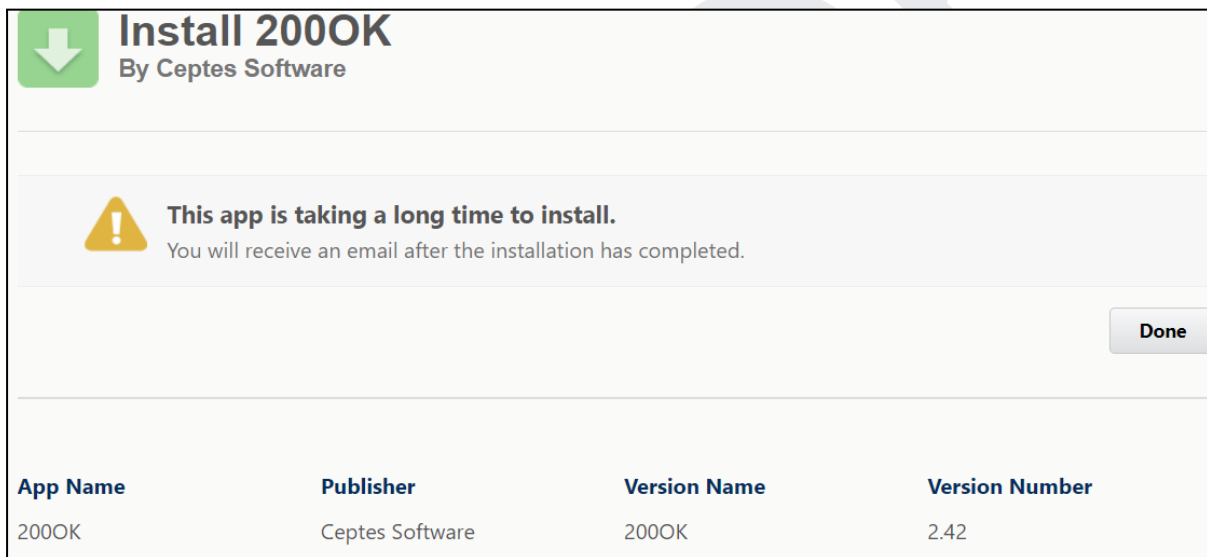 Install 200OK
By Ceptes Software
This app is taking a long time to install.
You will receive an email after the installation has completed.
Done
App Name Publisher Version Name Version Number
200OK Ceptes Software 200OK 2.42